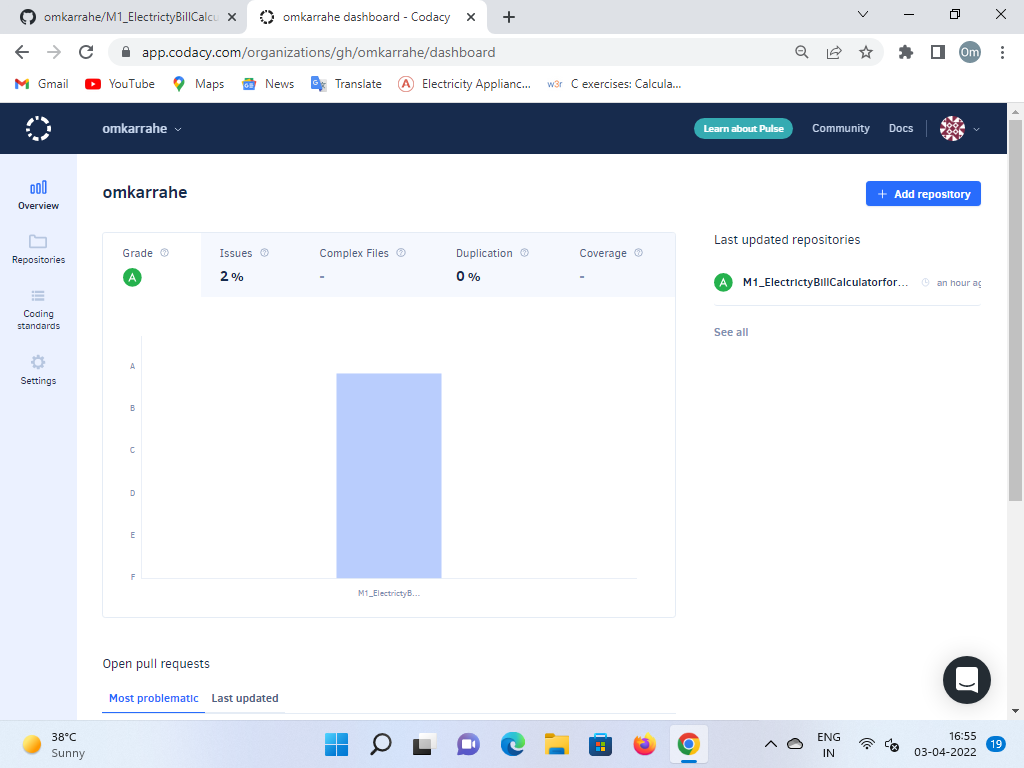 omkarrahe/M1_ElectrictyBillCalcu
omkarrahe dashboard - Codacy
app.codacy.com/organizations/gh/omkarrahe/dashboard
Om
Gmail
YouTube
Maps
News
Translate
Electricity Applianc...
w3r
C exercises: Calcula...
omkarrahe
Learn about Pulse
Community
Docs
Overview
Repositories
Coding
standards
Settings
omkarrahe
+ Add repository
Grade
A
Issues
2 %
Complex Files
-
Duplication
0 %
Coverage
-
Last updated repositories
A M1_ElectrictyBillCalculatorfor... an hour ag
See all
A
B
C
D
E
F
M1_ElectrictyB...
Open pull requests
Most problematic
Last updated
38°C
Sunny
ENG
IN
16:55
03-04-2022
19